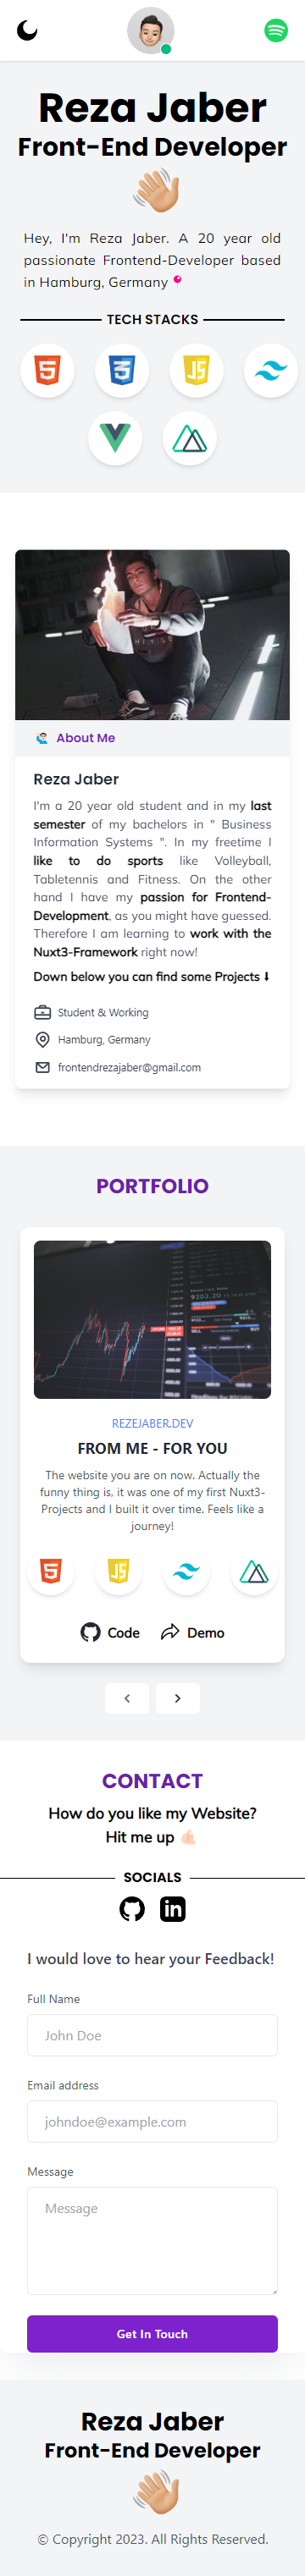 Reza Jaber
Front-End Developer
Hey, I'm Reza Jaber. A 20 year old
passionate Frontend-Developer based
in Hamburg, Germany
TECH STACKS
About Me
Reza Jaber
I'm a 20 year old student and in my last
semester of my bachelors in " Business
Information Systems ". In my freetime I
like to do sports like Volleyball,
Tabletennis and Fitness. On the other
hand I have my passion for Frontend-
Development, as you might have guessed.
Therefore I am learning to work with the
Nuxt3-Framework right now!
Down below you can find some Projects ⬇
Student & Working
Hamburg, Germany
frontendrezajaber@gmail.com
PORTFOLIO
REZEJABER.DEV
FROM ME - FOR YOU
The website you are on now. Actually the
funny thing is, it was one of my first Nuxt3-
Projects and I built it over time. Feels like a
journey!
Code Demo
CONTACT
How do you like my Website?
Hit me up
SOCIALS
I would love to hear your Feedback!
Full Name
John Doe
Email address
johndoe@example.com
Message
Message
Get In Touch
Reza Jaber
Front-End Developer
© Copyright 2023. All Rights Reserved.